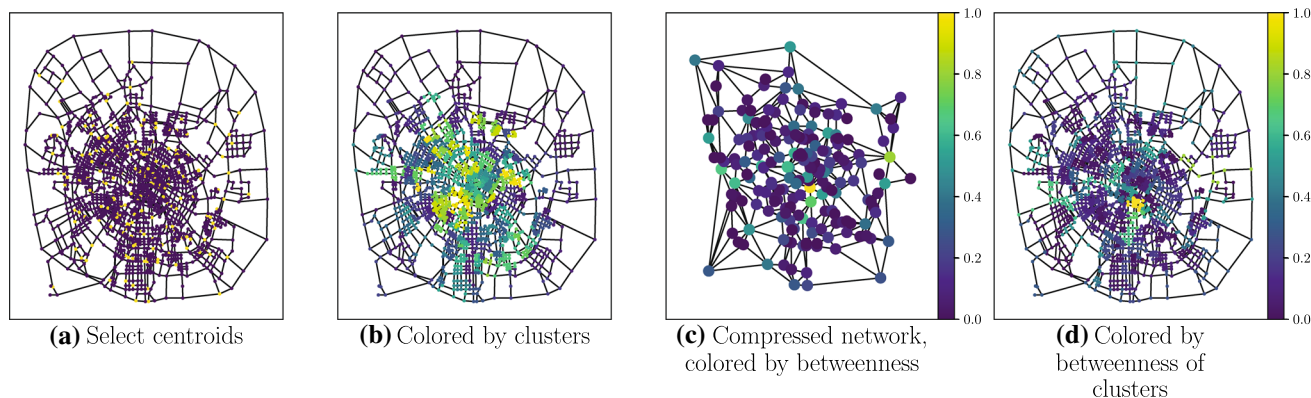 1.0
0.8
0.6
0.4
0.2
0.0
1.0
0.8
0.6
0.4
0.2
0.0
(a) Select centroids
(b) Colored by clusters
(c) Compressed network,
colored by betweenness
(d) Colored by
betweenness of
clusters